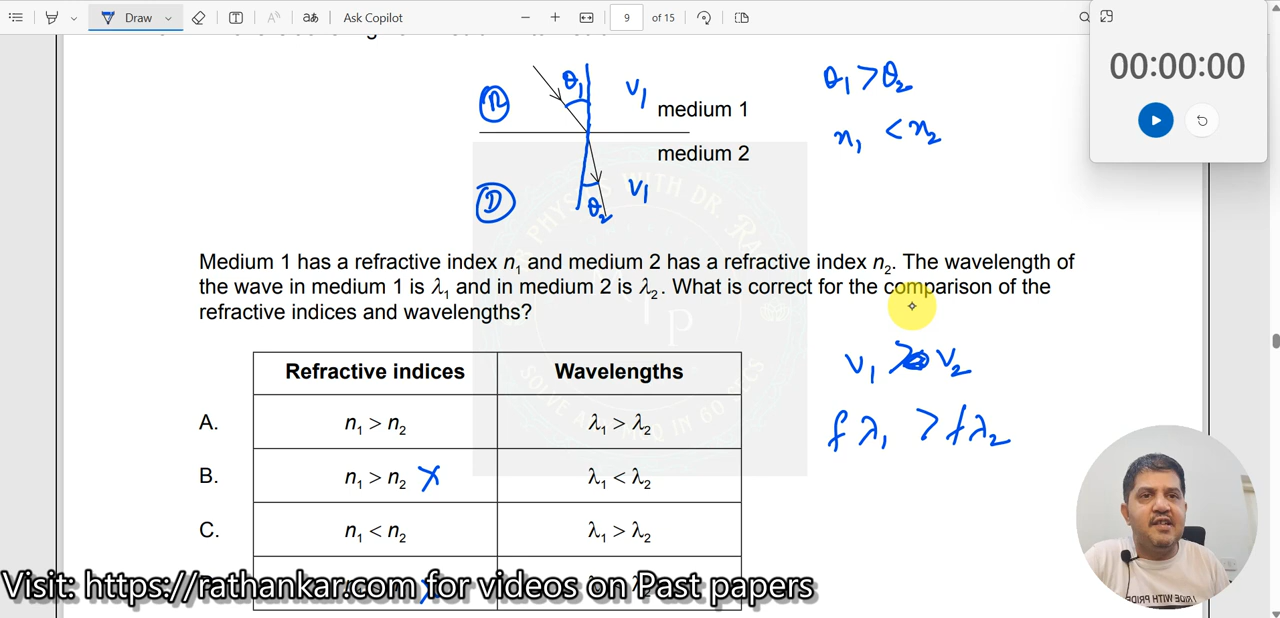 Draw
Ask Copilot
9 of 15
00:00:00
θ₁ V₁ medium 1
R
medium 2
V₁
D
θ₂
θ₁ > θ₂
n₁ < n₂
Medium 1 has a refractive index n₁ and medium 2 has a refractive index n₂. The wavelength of
the wave in medium 1 is λ₁ and in medium 2 is λ₂. What is correct for the comparison of the
refractive indices and wavelengths?
V₁ > V₂
fλ₁ > fλ₂
Refractive indices Wavelengths
A. n₁ > n₂ λ₁ > λ₂
B. n₁ > n₂ λ₁ < λ₂
C. n₁ < n₂ λ₁ > λ₂
Visit: https://rathankar.com for videos on Past papers